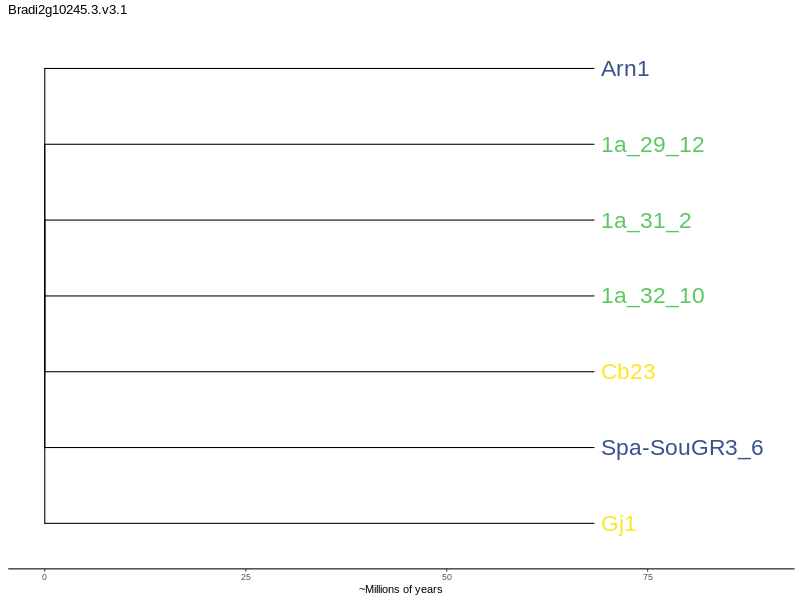 Bradi2g10245.3.v3.1
Arn1
1a_29_12
1a_31_2
1a_32_10
Cb23
Spa-SouGR3_6
Gj1
0 25 50 75
~Millions of years